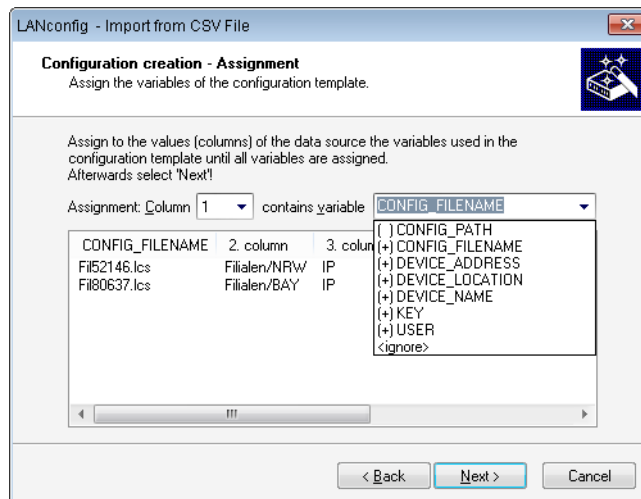 LANconfig - Import from CSV File
Configuration creation - Assignment
Assign the variables of the configuration template.
Assign to the values (columns) of the data source the variables used in the
configuration template until all variables are assigned.
Afterwards select 'Next'!
Assignment: Column 1 contains variable CONFIG_FILENAME
( ) CONFIG_PATH
(+) CONFIG_FILENAME
(+) DEVICE_ADDRESS
(+) DEVICE_LOCATION
(+) DEVICE_NAME
(+) KEY
(+) USER
<ignore>
CONFIG_FILENAME 2. column 3. colum
Fil52146.lcs Filialen/NRW IP
Fil80637.lcs Filialen/BAY IP
< Back Next > Cancel